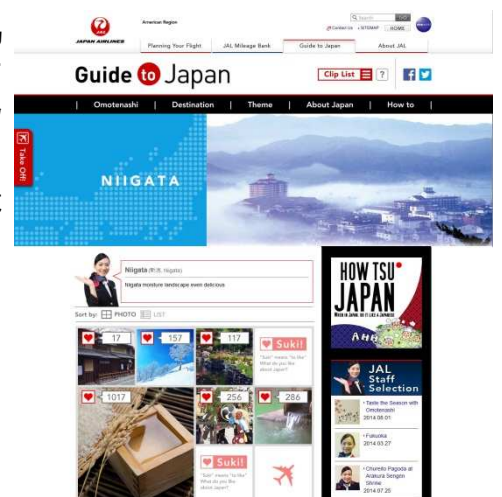 American Region
Search
Contact Us
SITEMAP
HOME
JAPAN AIRLINES
Planning Your Flight
JAL Mileage Bank
Guide to Japan
About JAL
Guide to Japan
Clip List
?
Omotenashi | Destination | Theme | About Japan | How to
Take Off!
NIIGATA
Niigata
Niigata moisture landscape even delicious
Sort by: PHOTO LIST
17
157
117
Suki!
"Suki" means "to like"
What do you like
about Japan?
1017
256
286
Suki!
"Suki" means "to like"
What do you like
about Japan?
HOW TSU
JAPAN
AHH
JAL
Staff
Selection
Taste the Season with
Omotenashi
2014.08.01
Fukuoka
2014.03.27
Chureito Pagoda at
Arakura Sengen
Shrine
2014.07.25